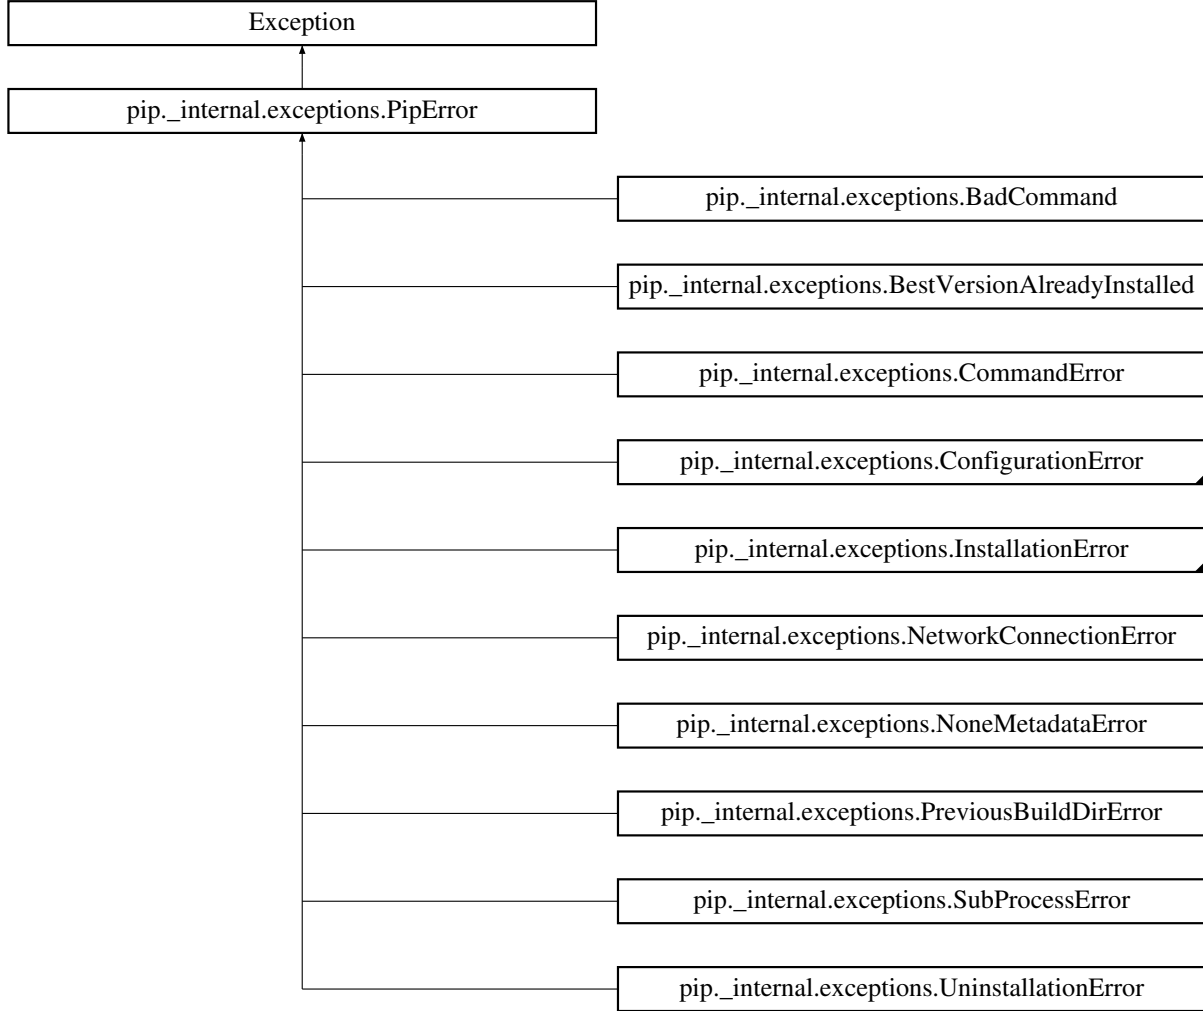 Exception
pip._internal.exceptions.PipError
pip._internal.exceptions.BadCommand
pip._internal.exceptions.BestVersionAlreadyInstalled
pip._internal.exceptions.CommandError
pip._internal.exceptions.ConfigurationError
pip._internal.exceptions.InstallationError
pip._internal.exceptions.NetworkConnectionError
pip._internal.exceptions.NoneMetadataError
pip._internal.exceptions.PreviousBuildDirError
pip._internal.exceptions.SubProcessError
pip._internal.exceptions.UninstallationError